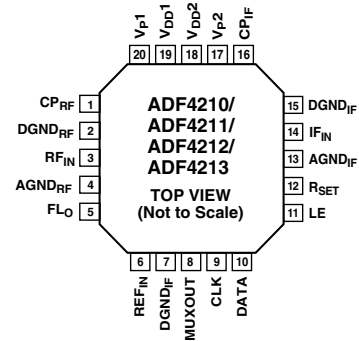 VP1
VDD1
VDD2
VP2
CPIF
20
19
18
17
16
CPRF 1
DGNDRF 2
RFIN 3
AGNDRF 4
FLO 5
ADF4210/
ADF4211/
ADF4212/
ADF4213
TOP VIEW
(Not to Scale)
15 DGNDIF
14 IFIN
13 AGNDIF
12 RSET
11 LE
6
7
8
9
10
REFIN
DGNDIF
MUXOUT
CLK
DATA